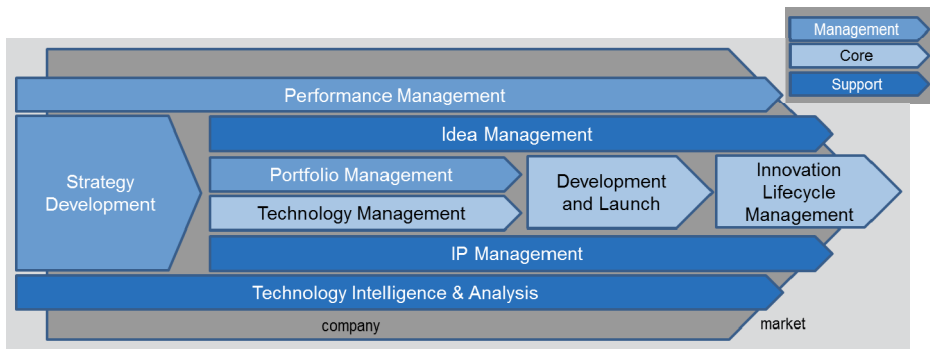 Management
Core
Support
Performance Management
Idea Management
Strategy
Development
Portfolio Management
Technology Management
Development
and Launch
Innovation
Lifecycle
Management
IP Management
Technology Intelligence & Analysis
company
market